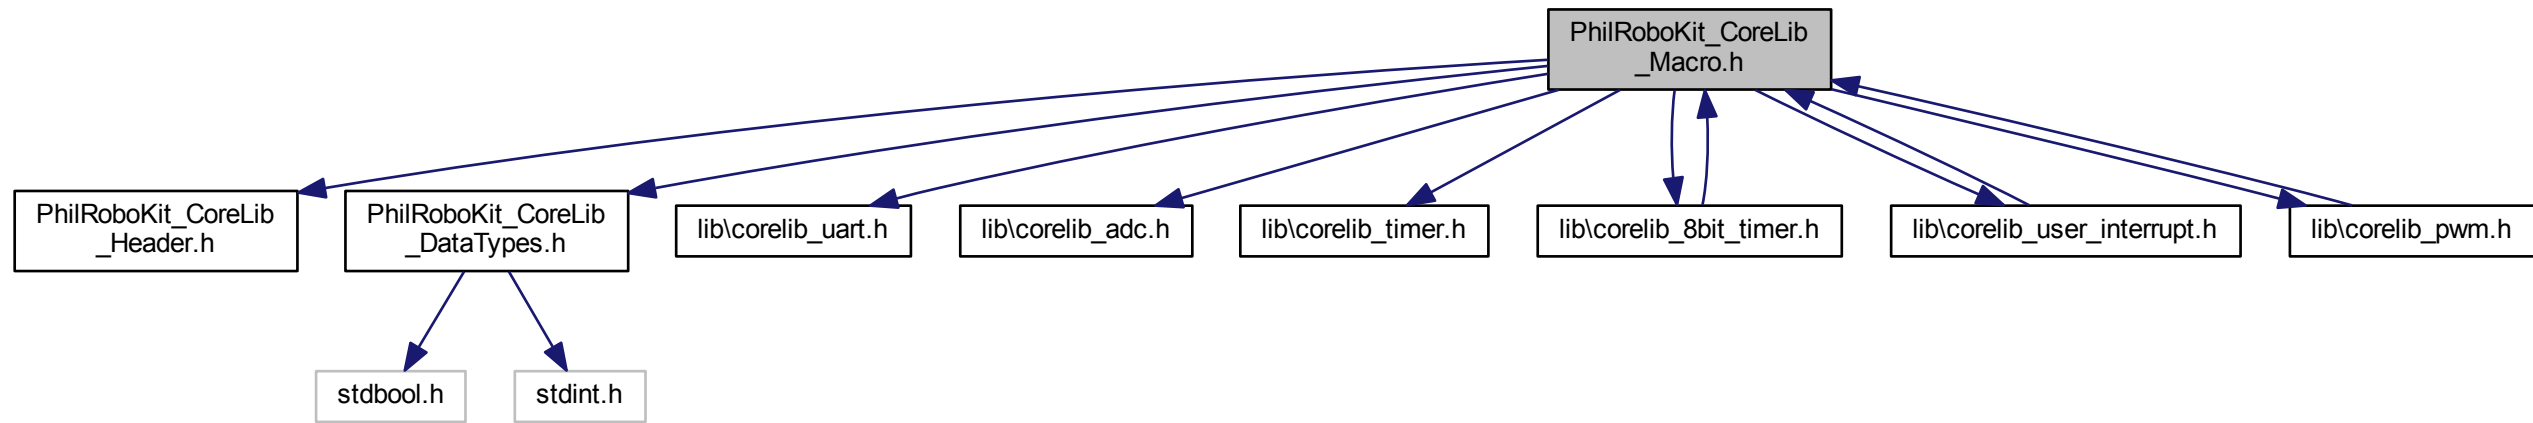 PhilRoboKit_CoreLib
_Macro.h
PhilRoboKit_CoreLib
_Header.h
PhilRoboKit_CoreLib
_DataTypes.h
lib\corelib_uart.h
lib\corelib_adc.h
lib\corelib_timer.h
lib\corelib_8bit_timer.h
lib\corelib_user_interrupt.h
lib\corelib_pwm.h
stdbool.h
stdint.h